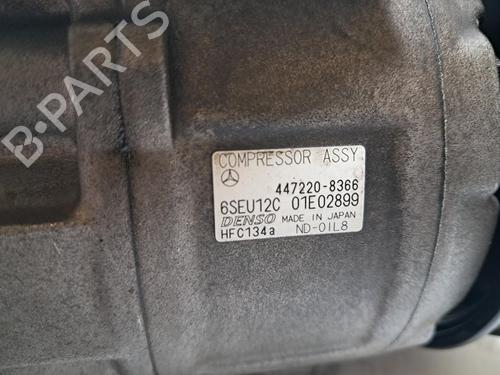 B-PARTS
COMPRESSOR ASSY
447220-8366
6SEU12C 01E02899
DENSO MADE IN JAPAN
HFC134a ND-OIL8